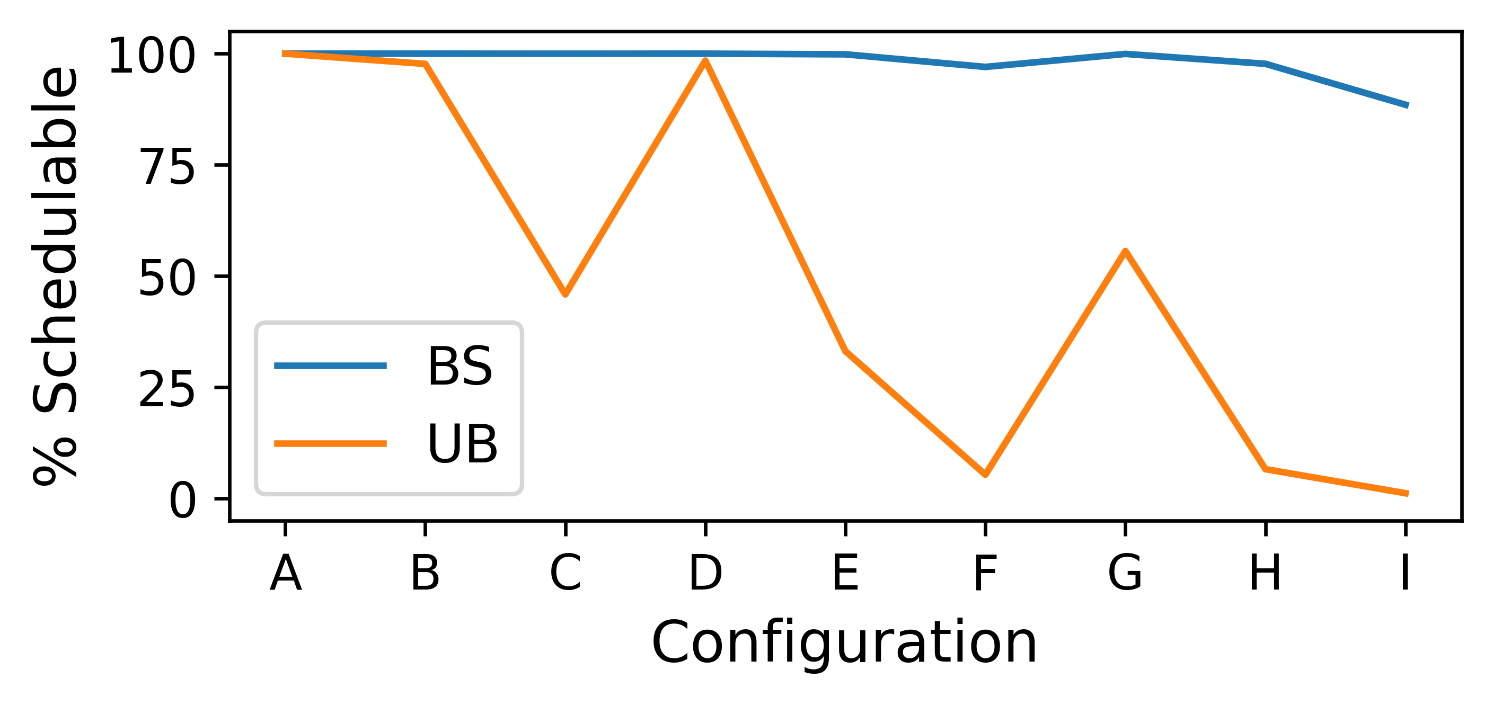 % Schedulable
100
75
50
25
0
BS
UB
A B C D E F G H I
Configuration